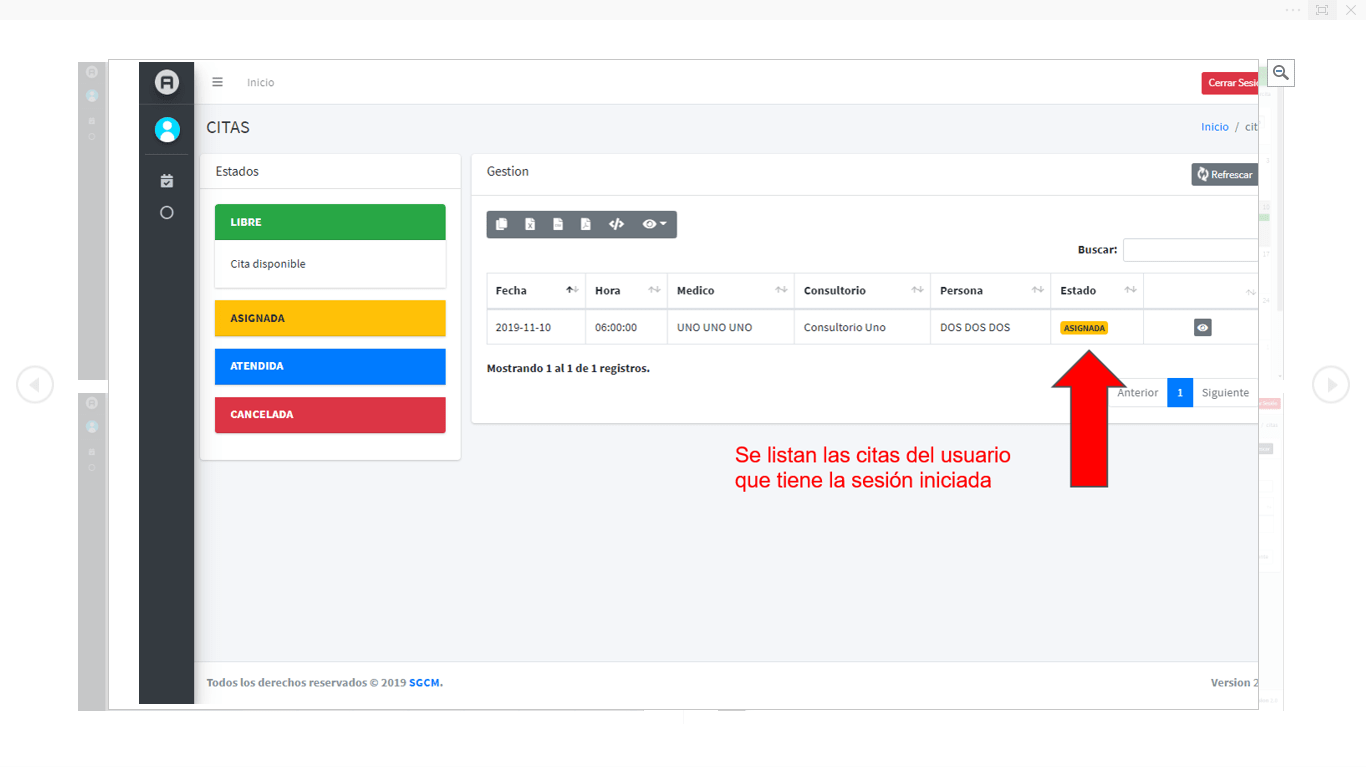 Inicio
Cerrar Sesi
CITAS
Inicio / cit
Estados
LIBRE
Cita disponible
ASIGNADA
ATENDIDA
CANCELADA
Gestion
Refrescar
Buscar:
Fecha Hora Medico Consultorio Persona Estado
2019-11-10 06:00:00 UNO UNO UNO Consultorio Uno DOS DOS DOS ASIGNADA
Mostrando 1 al 1 de 1 registros.
Anterior 1 Siguiente
Se listan las citas del usuario
que tiene la sesión iniciada
Todos los derechos reservados © 2019 SGCM.
Version 2